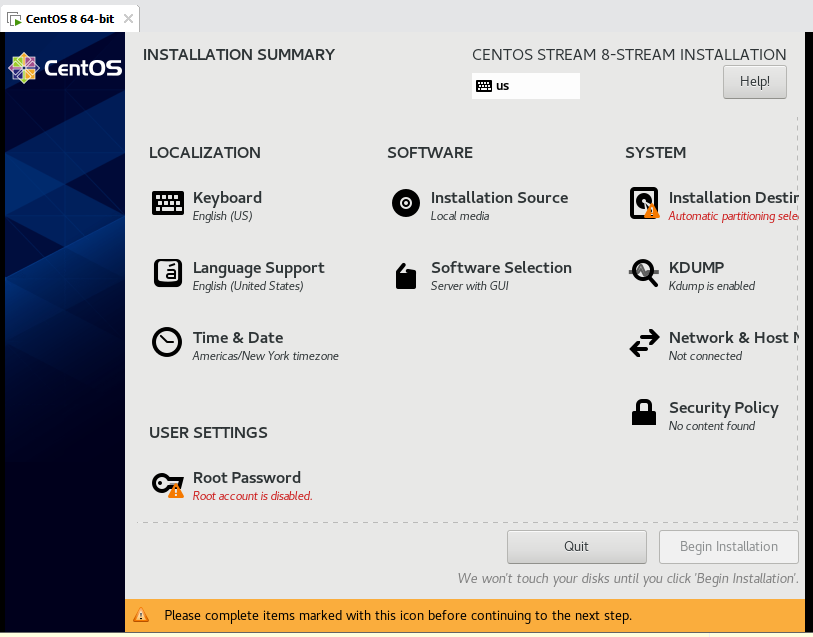 CentOS 8 64-bit
CentOS
INSTALLATION SUMMARY
CENTOS STREAM 8-STREAM INSTALLATION
us
Help!
LOCALIZATION
Keyboard
English (US)
Language Support
English (United States)
Time & Date
Americas/New York timezone
SOFTWARE
Installation Source
Local media
Software Selection
Server with GUI
SYSTEM
Installation Destin
Automatic partitioning sele
KDUMP
Kdump is enabled
Network & Host N
Not connected
Security Policy
No content found
USER SETTINGS
Root Password
Root account is disabled.
Quit
Begin Installation
We won't touch your disks until you click 'Begin Installation'.
Please complete items marked with this icon before continuing to the next step.